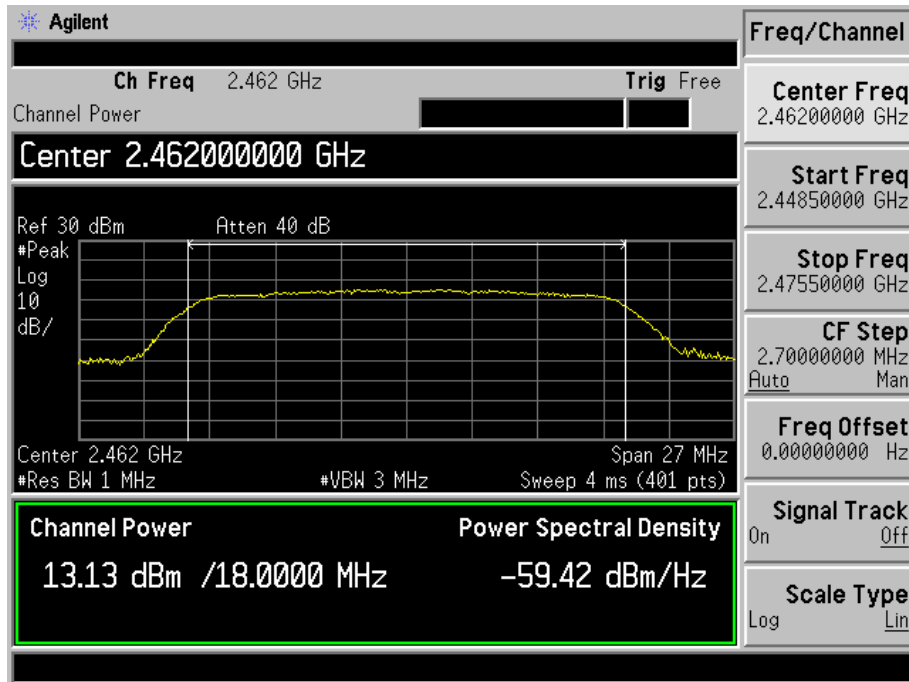 Agilent
Ch Freq 2.462 GHz Trig Free
Channel Power
Center 2.462000000 GHz
Ref 30 dBm Atten 40 dB
#Peak
Log
10
dB/
Center 2.462 GHz Span 27 MHz
#Res BW 1 MHz #VBW 3 MHz Sweep 4 ms (401 pts)
Channel Power Power Spectral Density
13.13 dBm /18.0000 MHz -59.42 dBm/Hz
Freq/Channel
Center Freq
2.46200000 GHz
Start Freq
2.44850000 GHz
Stop Freq
2.47550000 GHz
CF Step
2.70000000 MHz
Auto Man
Freq Offset
0.00000000 Hz
Signal Track
On Off
Scale Type
Log Lin